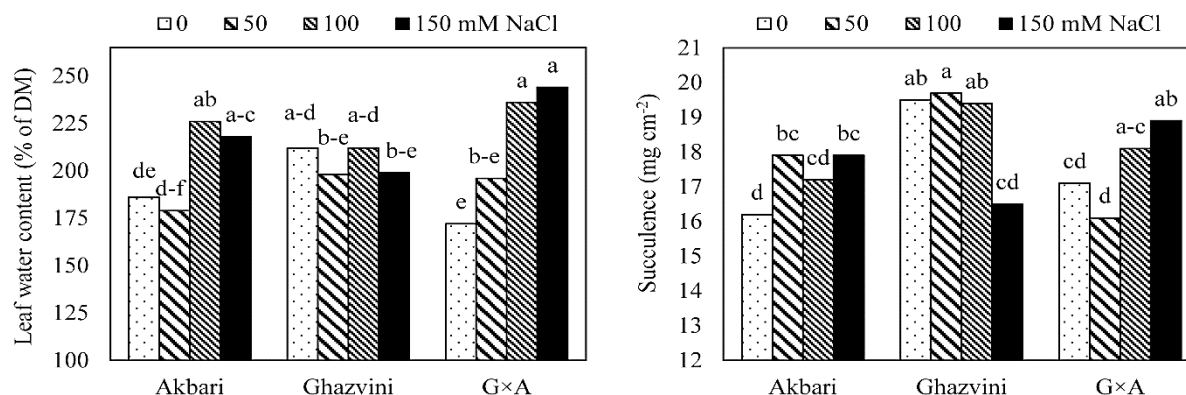 0 50 100 150 mM NaCl
Leaf water content (% of DM)
250
225
200
175
150
125
100
de d-f ab a-c
a-d b-e a-d b-e
e b-e a a
Akbari Ghazvini G×A
0 50 100 150 mM NaCl
Succulence (mg cm⁻²)
21
20
19
18
17
16
15
14
13
12
d bc cd bc
ab a ab cd
cd d a-c ab
Akbari Ghazvini G×A